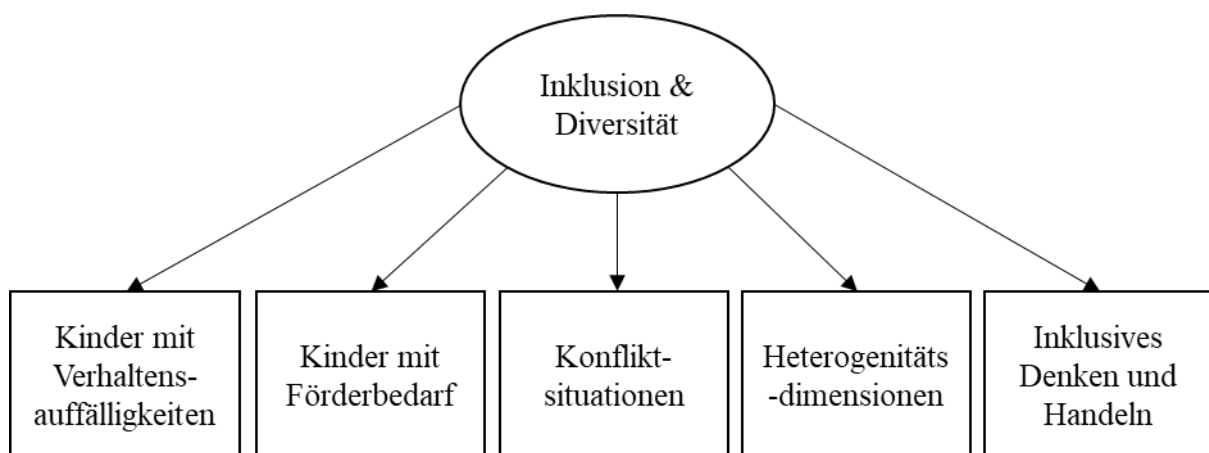 Inklusion &
Diversität
Kinder mit
Verhaltens-
auffälligkeiten
Kinder mit
Förderbedarf
Konflikt-
situationen
Heterogenitäts
-dimensionen
Inklusives
Denken und
Handeln